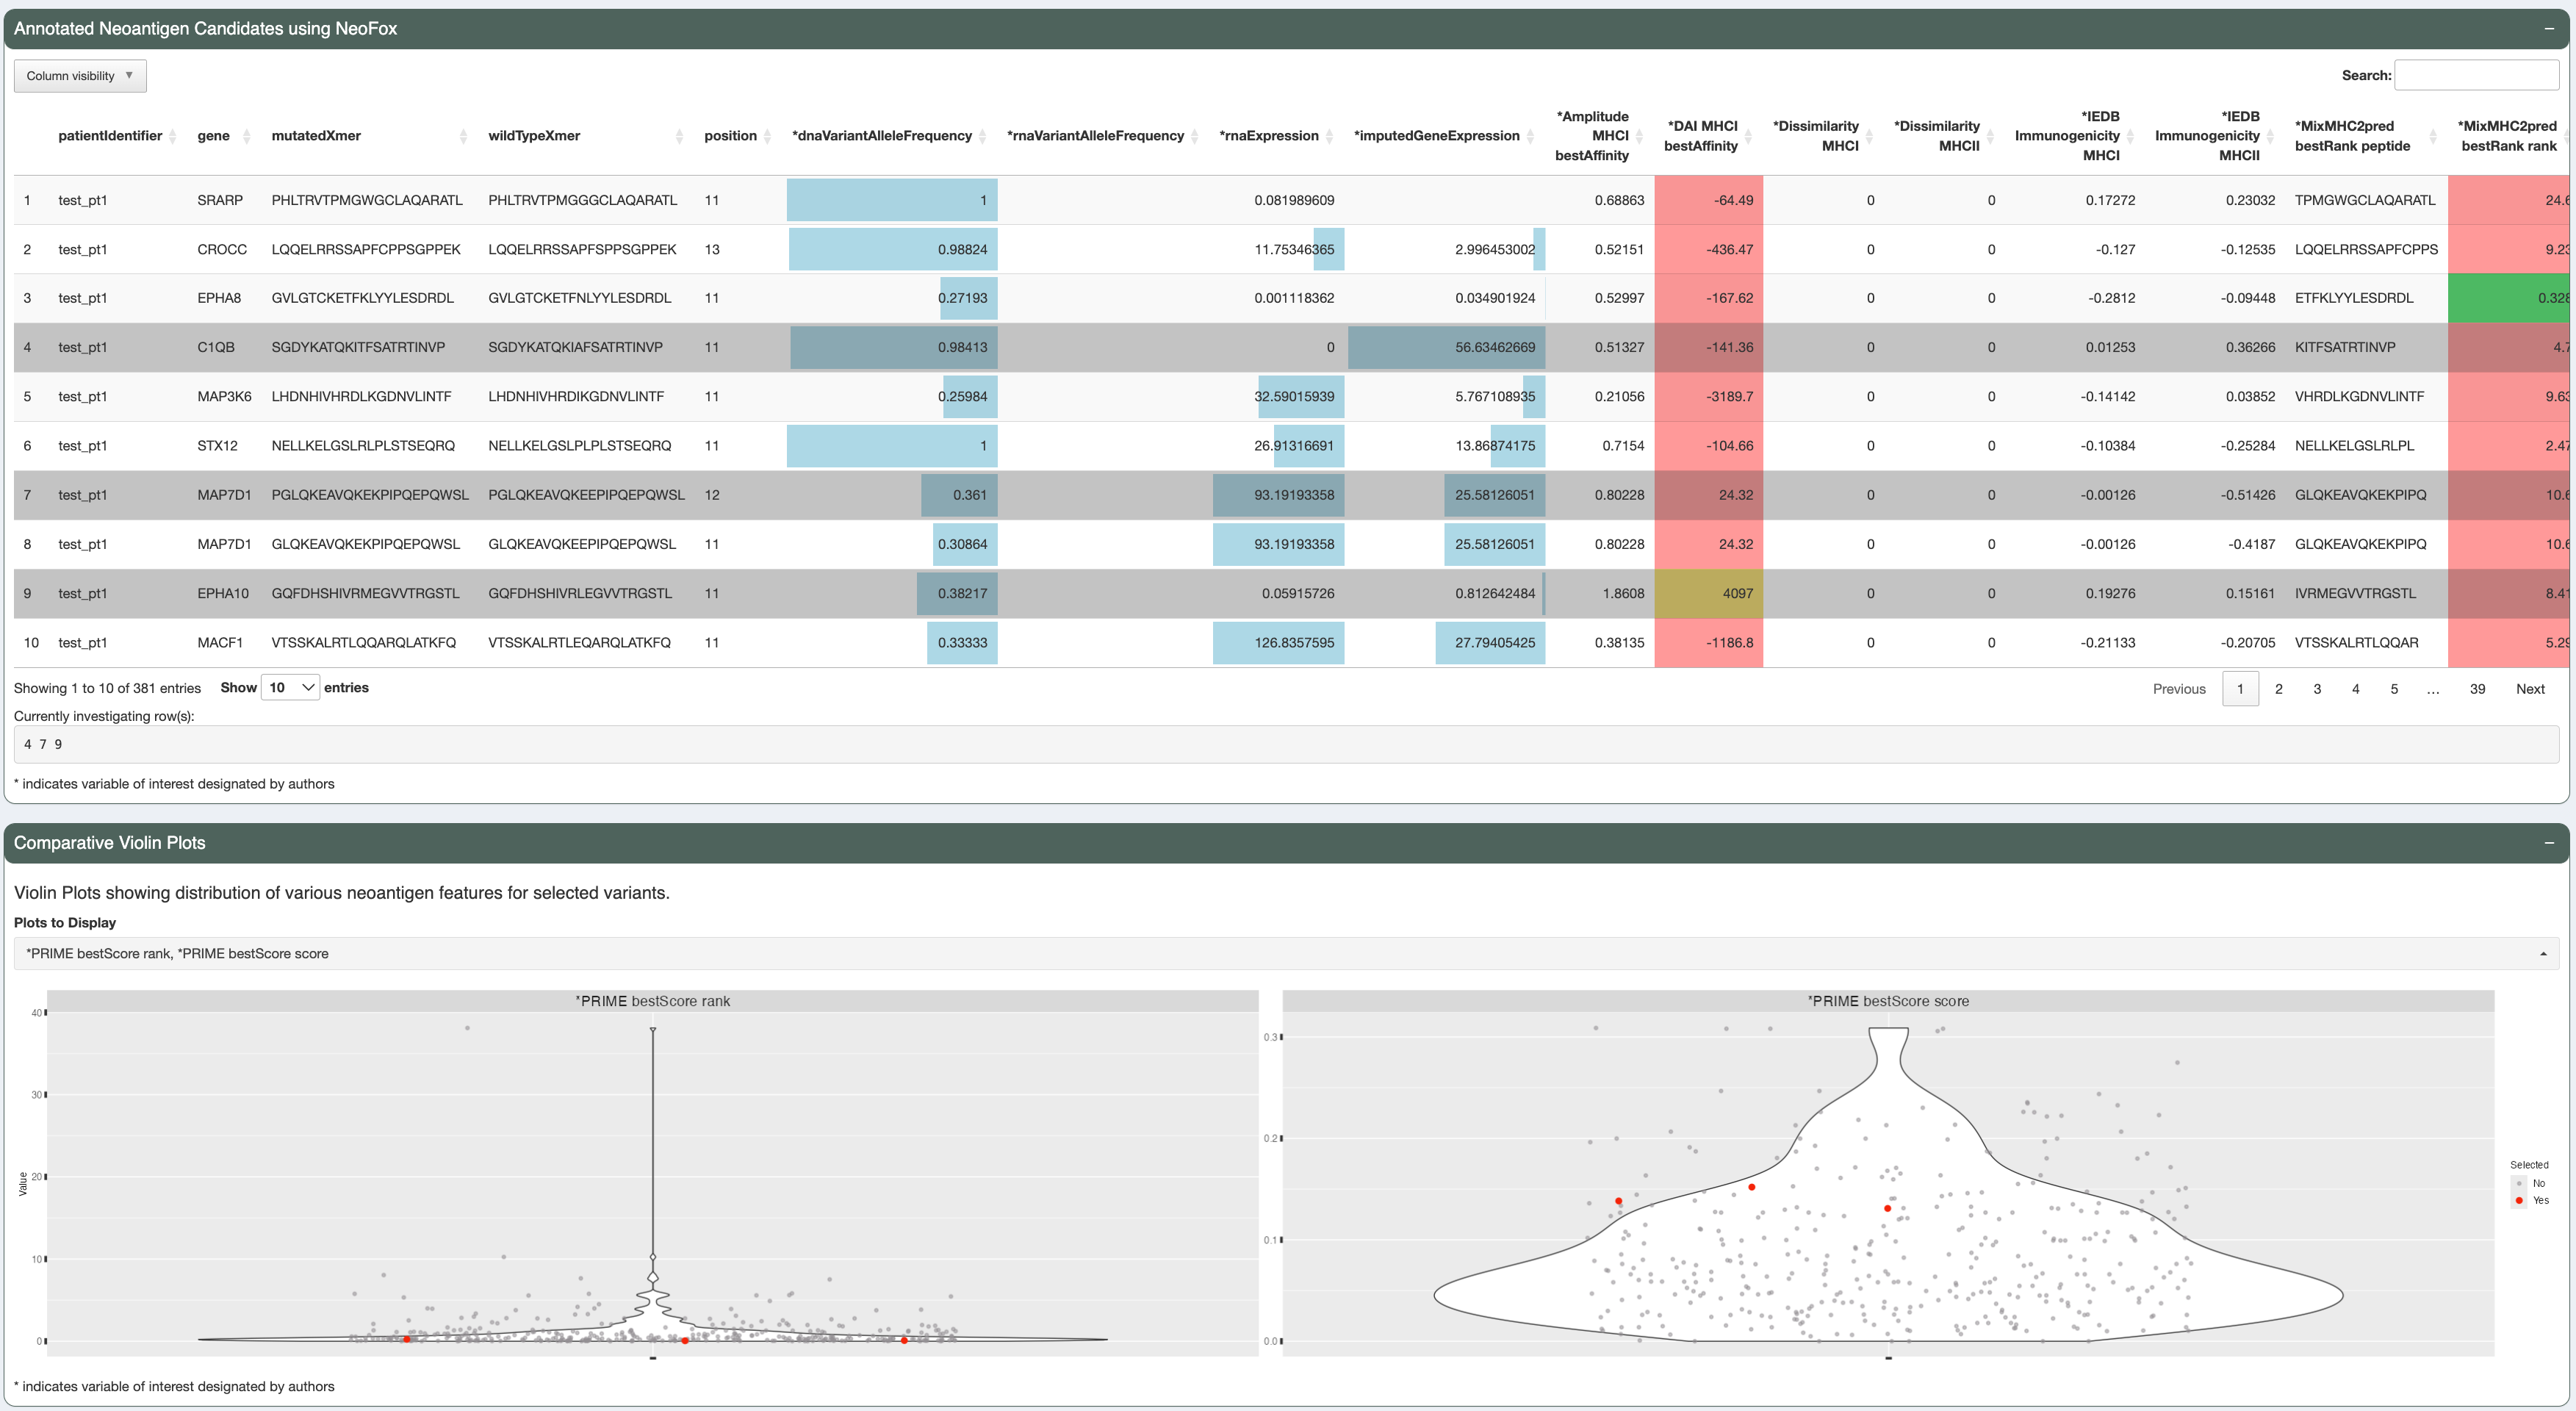 Annotated Neoantigen Candidates using NeoFox −
Column visibility ▼ Search:
patientIdentifier gene mutatedXmer wildTypeXmer position *dnaVariantAlleleFrequency *rnaVariantAlleleFrequency *rnaExpression *imputedGeneExpression *Amplitude MHCI bestAffinity *DAI MHCI bestAffinity *Dissimilarity MHCI *Dissimilarity MHCII *IEDB Immunogenicity MHCI *IEDB Immunogenicity MHCII *MixMHC2pred bestRank peptide *MixMHC2pred bestRank rank
1 test_pt1 SRARP PHLTRVTPMGWGCLAQARATL PHLTRVTPMGGGCLAQARATL 11 1 0.081989609 0.68863 -64.49 0 0 0.17272 0.23032 TPMGWGCLAQARATL 24.6
2 test_pt1 CROCC LQQELRRSSAPFCPPSGPPEK LQQELRRSSAPFSPPSGPPEK 13 0.98824 11.75346365 2.996453002 0.52151 -436.47 0 0 -0.127 -0.12535 LQQELRRSSAPFCPPS 9.23
3 test_pt1 EPHA8 GVLGTCKETFKLYYLESDRDL GVLGTCKETFNLYYLESDRDL 11 0.27193 0.001118362 0.034901924 0.52997 -167.62 0 0 -0.2812 -0.09448 ETFKLYYLESDRDL 0.328
4 test_pt1 C1QB SGDYKATQKITFSATRTINVP SGDYKATQKIAFSATRTINVP 11 0.98413 0 56.63462669 0.51327 -141.36 0 0 0.01253 0.36266 KITFSATRTINVP 4.7
5 test_pt1 MAP3K6 LHDNHIVHRDLKGDNVLINTF LHDNHIVHRDIKGDNVLINTF 11 0.25984 32.59015939 5.767108935 0.21056 -3189.7 0 0 -0.14142 0.03852 VHRDLKGDNVLINTF 9.63
6 test_pt1 STX12 NELLKELGSLRLPLSTSEQRQ NELLKELGSLPLPLSTSEQRQ 11 1 26.91316691 13.86874175 0.7154 -104.66 0 0 -0.10384 -0.25284 NELLKELGSLRLPL 2.47
7 test_pt1 MAP7D1 PGLQKEAVQKEKPIPQEPQWSL PGLQKEAVQKEEPIPQEPQWSL 12 0.361 93.19193358 25.58126051 0.80228 24.32 0 0 -0.00126 -0.51426 GLQKEAVQKEKPIPQ 10.6
8 test_pt1 MAP7D1 GLQKEAVQKEKPIPQEPQWSL GLQKEAVQKEEPIPQEPQWSL 11 0.30864 93.19193358 25.58126051 0.80228 24.32 0 0 -0.00126 -0.4187 GLQKEAVQKEKPIPQ 10.6
9 test_pt1 EPHA10 GQFDHSHIVRMEGVVTRGSTL GQFDHSHIVRLEGVVTRGSTL 11 0.38217 0.05915726 0.812642484 1.8608 4097 0 0 0.19276 0.15161 IVRMEGVVTRGSTL 8.41
10 test_pt1 MACF1 VTSSKALRTLQQARQLATKFQ VTSSKALRTLEQARQLATKFQ 11 0.33333 126.8357595 27.79405425 0.38135 -1186.8 0 0 -0.21133 -0.20705 VTSSKALRTLQQAR 5.29
Showing 1 to 10 of 381 entries Show 10 entries Previous 1 2 3 4 5 … 39 Next
Currently investigating row(s):
4 7 9
* indicates variable of interest designated by authors
Comparative Violin Plots −
Violin Plots showing distribution of various neoantigen features for selected variants.
Plots to Display
*PRIME bestScore rank, *PRIME bestScore score
*PRIME bestScore rank
40
30
20
10
0
Value
*PRIME bestScore score
0.3
0.2
0.1
0.0
Selected
No
Yes
* indicates variable of interest designated by authors